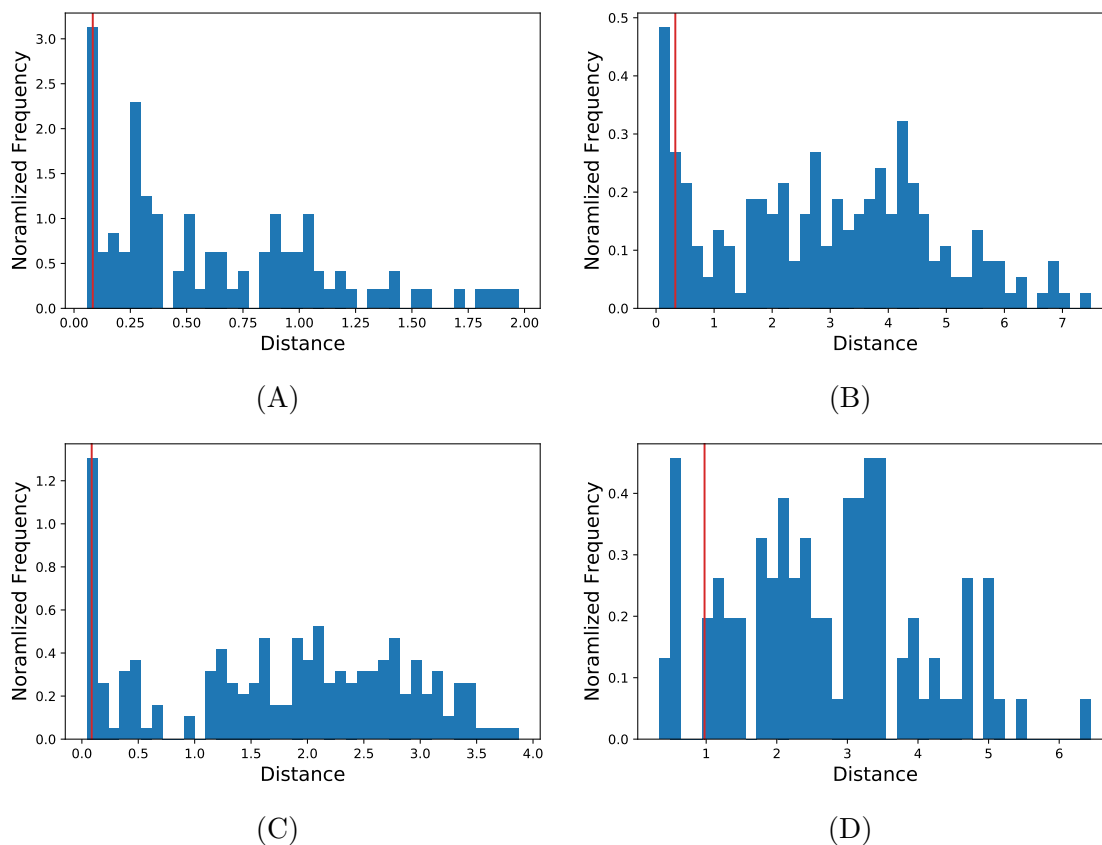 Noramlized Frequency
3.0
2.5
2.0
1.5
1.0
0.5
0.0
0.00 0.25 0.50 0.75 1.00 1.25 1.50 1.75 2.00
Distance
(A)
Noramlized Frequency
0.5
0.4
0.3
0.2
0.1
0.0
0 1 2 3 4 5 6 7
Distance
(B)
Noramlized Frequency
1.2
1.0
0.8
0.6
0.4
0.2
0.0
0.0 0.5 1.0 1.5 2.0 2.5 3.0 3.5 4.0
Distance
(C)
Noramlized Frequency
0.4
0.3
0.2
0.1
0.0
1 2 3 4 5 6
Distance
(D)